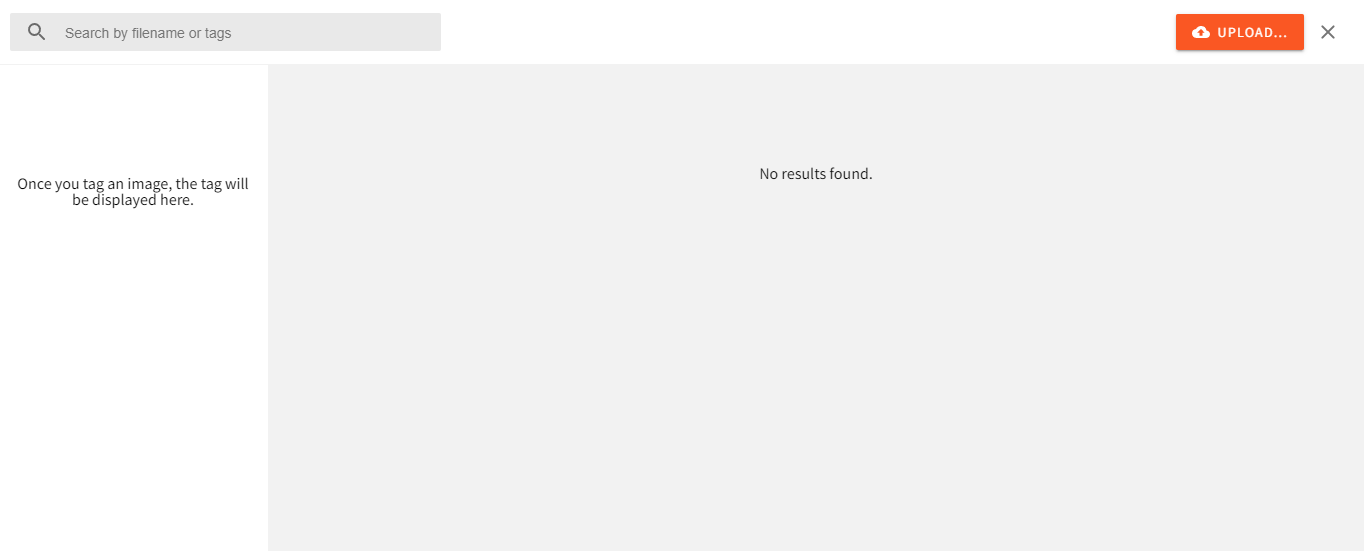 Search by filename or tags
UPLOAD...
Once you tag an image, the tag will
be displayed here.
No results found.